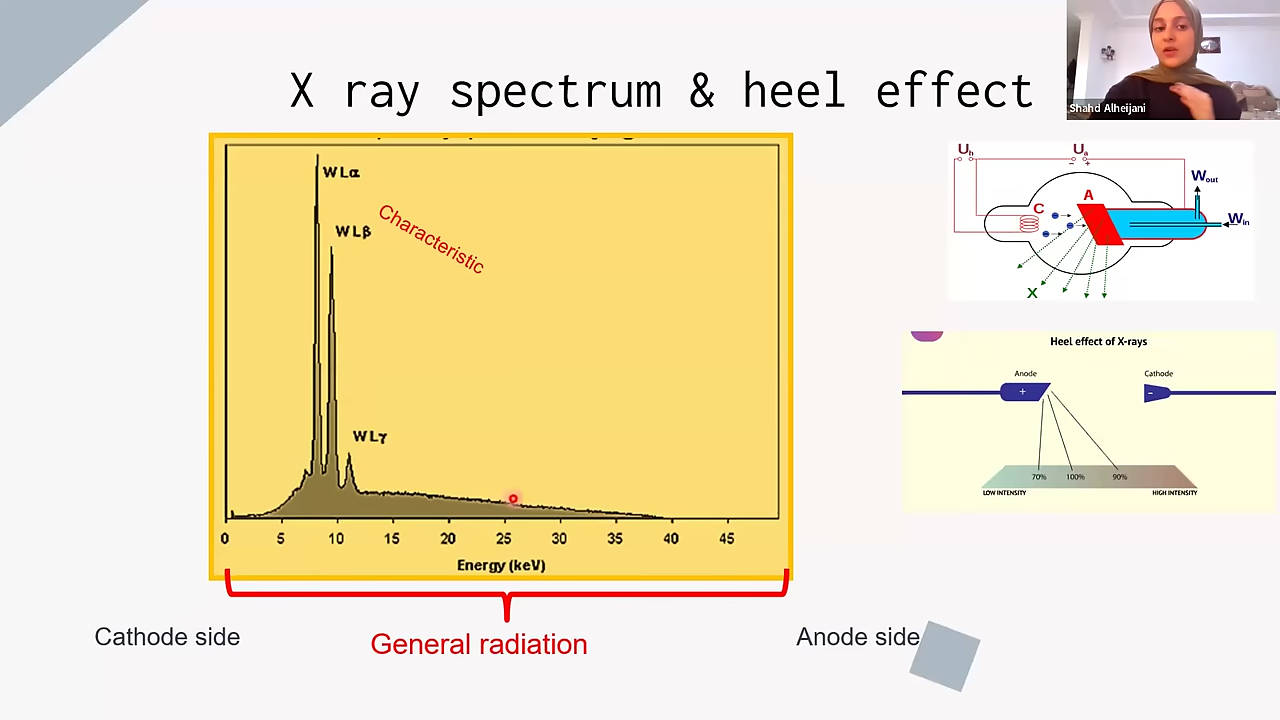 X ray spectrum & heel effect
Shahd Alheijani
WLα
WLβ
WLγ
Characteristic
0 5 10 15 20 25 30 35 40 45
Energy (keV)
General radiation
Cathode side
Anode side
Uh
Ua
- +
C
A
Wout
Win
X
Heel effect of X-rays
Anode
Cathode
+
-
70% 100% 90%
LOW INTENSITY
HIGH INTENSITY